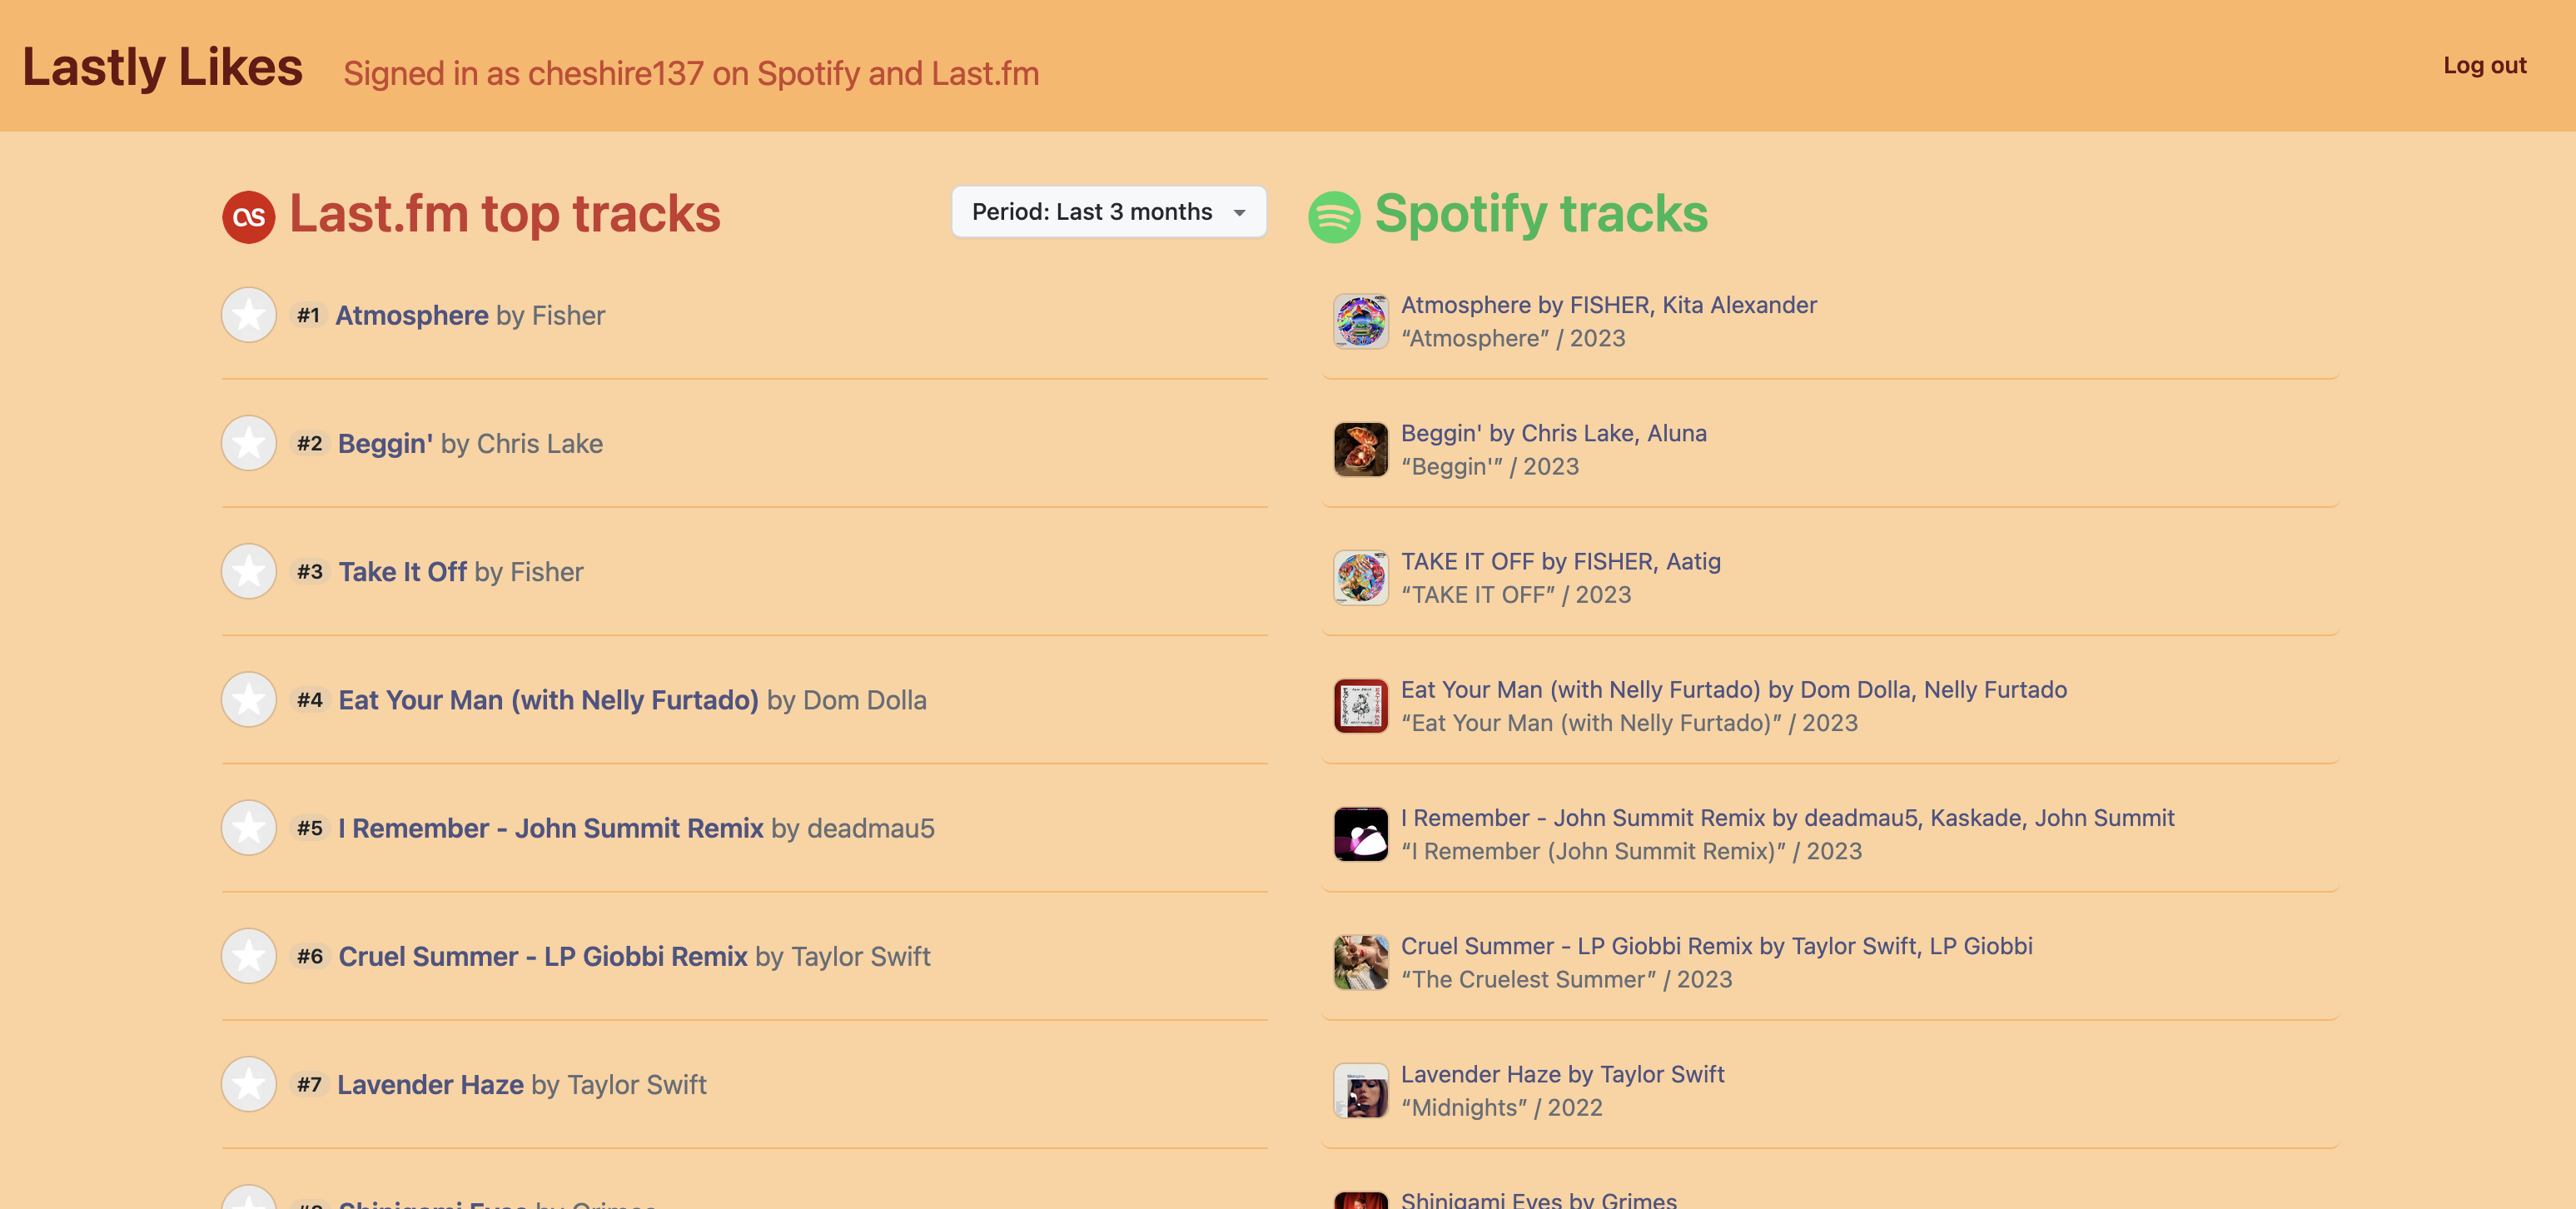 Lastly Likes Signed in as cheshire137 on Spotify and Last.fm Log out
Last.fm top tracks Period: Last 3 months
#1 Atmosphere by Fisher
#2 Beggin' by Chris Lake
#3 Take It Off by Fisher
#4 Eat Your Man (with Nelly Furtado) by Dom Dolla
#5 I Remember - John Summit Remix by deadmau5
#6 Cruel Summer - LP Giobbi Remix by Taylor Swift
#7 Lavender Haze by Taylor Swift
Shinigami Eyes by Grimes
Spotify tracks
Atmosphere by FISHER, Kita Alexander
“Atmosphere” / 2023
Beggin' by Chris Lake, Aluna
“Beggin'” / 2023
TAKE IT OFF by FISHER, Aatig
“TAKE IT OFF” / 2023
Eat Your Man (with Nelly Furtado) by Dom Dolla, Nelly Furtado
“Eat Your Man (with Nelly Furtado)” / 2023
I Remember - John Summit Remix by deadmau5, Kaskade, John Summit
“I Remember (John Summit Remix)” / 2023
Cruel Summer - LP Giobbi Remix by Taylor Swift, LP Giobbi
“The Cruelest Summer” / 2023
Lavender Haze by Taylor Swift
“Midnights” / 2022
Shinigami Eyes by Grimes